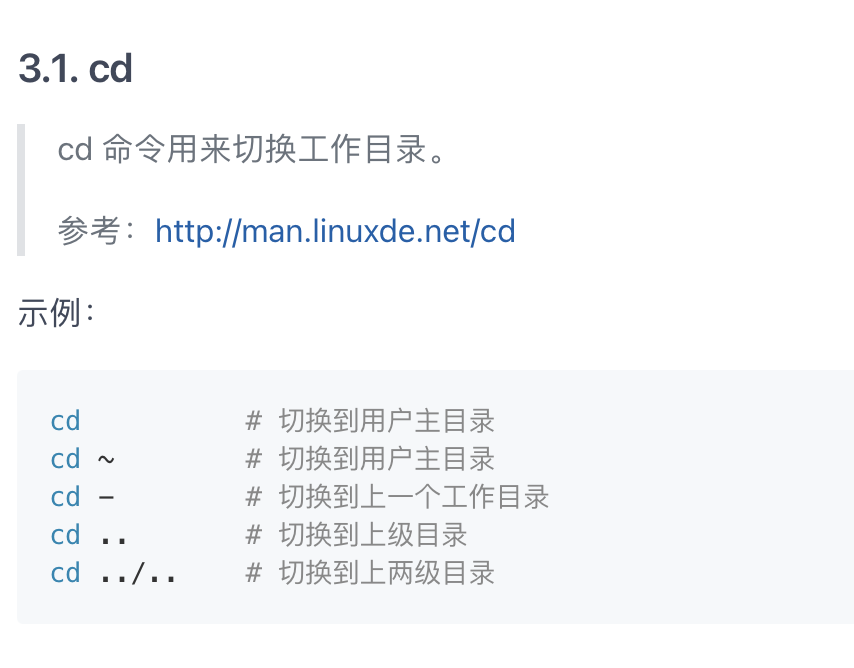 3.1. cd
cd 命令用来切换工作目录。
参考：http://man.linuxde.net/cd
示例：
cd # 切换到用户主目录
cd ~ # 切换到用户主目录
cd - # 切换到上一个工作目录
cd .. # 切换到上级目录
cd ../.. # 切换到上两级目录